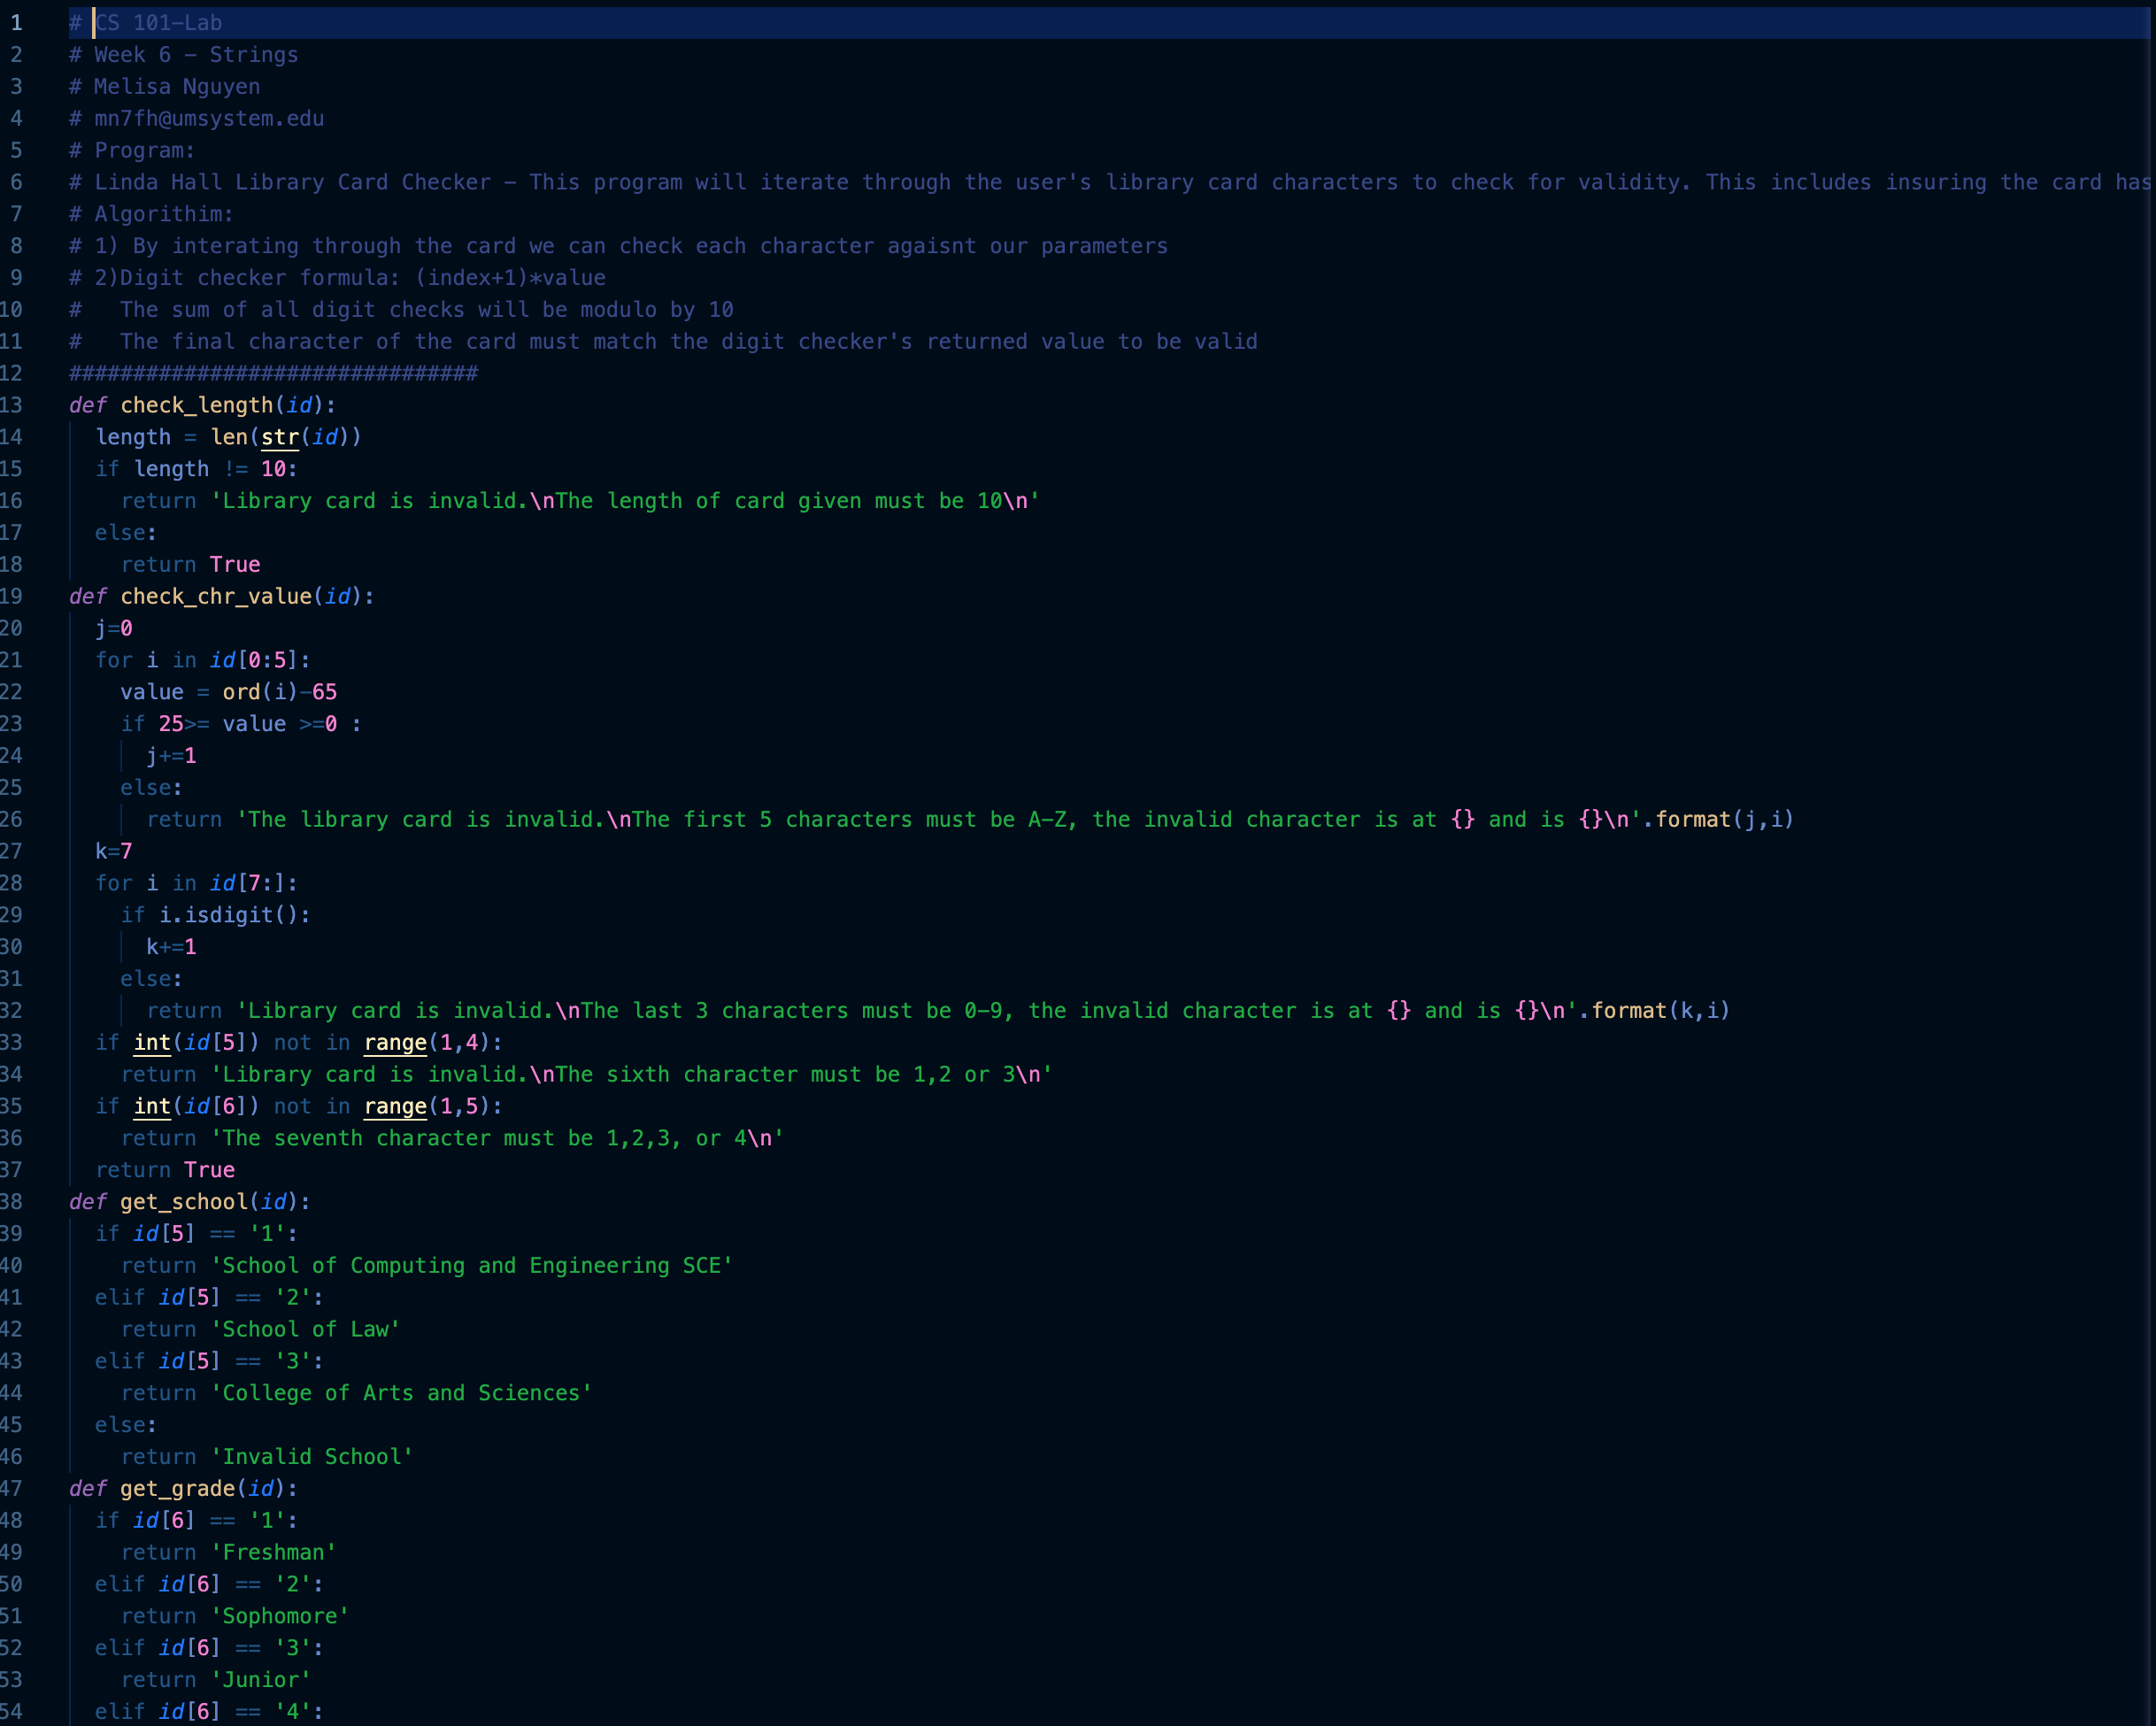 1 # CS 101-Lab
2 # Week 6 - Strings
3 # Melisa Nguyen
4 # mn7fh@umsystem.edu
5 # Program:
6 # Linda Hall Library Card Checker - This program will iterate through the user's library card characters to check for validity. This includes insuring the card has
7 # Algorithim:
8 # 1) By interating through the card we can check each character agaisnt our parameters
9 # 2)Digit checker formula: (index+1)*value
10 #   The sum of all digit checks will be modulo by 10
11 #   The final character of the card must match the digit checker's returned value to be valid
12 ################################
13 def check_length(id):
14   length = len(str(id))
15   if length != 10:
16     return 'Library card is invalid.\nThe length of card given must be 10\n'
17   else:
18     return True
19 def check_chr_value(id):
20   j=0
21   for i in id[0:5]:
22     value = ord(i)-65
23     if 25>= value >=0 :
24       j+=1
25     else:
26       return 'The library card is invalid.\nThe first 5 characters must be A-Z, the invalid character is at {} and is {}\n'.format(j,i)
27   k=7
28   for i in id[7:]:
29     if i.isdigit():
30       k+=1
31     else:
32       return 'Library card is invalid.\nThe last 3 characters must be 0-9, the invalid character is at {} and is {}\n'.format(k,i)
33   if int(id[5]) not in range(1,4):
34     return 'Library card is invalid.\nThe sixth character must be 1,2 or 3\n'
35   if int(id[6]) not in range(1,5):
36     return 'The seventh character must be 1,2,3, or 4\n'
37   return True
38 def get_school(id):
39   if id[5] == '1':
40     return 'School of Computing and Engineering SCE'
41   elif id[5] == '2':
42     return 'School of Law'
43   elif id[5] == '3':
44     return 'College of Arts and Sciences'
45   else:
46     return 'Invalid School'
47 def get_grade(id):
48   if id[6] == '1':
49     return 'Freshman'
50   elif id[6] == '2':
51     return 'Sophomore'
52   elif id[6] == '3':
53     return 'Junior'
54   elif id[6] == '4':